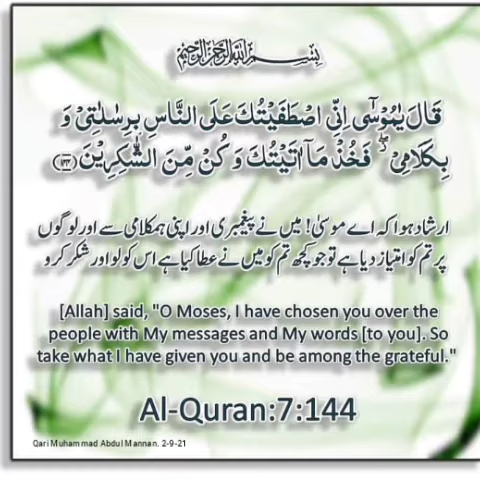 بِسْمِ اللهِ الرَّحْمٰنِ الرَّحِيْمِ
قَالَ يٰمُوْسٰٓى اِنِّى اصْطَفَيْتُكَ عَلَى النَّاسِ بِرِسٰلٰتِىْ وَ
بِكَلَامِىْ ۖ فَخُذْ مَاۤ اٰتَيْتُكَ وَ كُنْ مِّنَ الشّٰكِرِيْنَ ﴿۱۴۴﴾
ارشاد ہوا کہ اے موسیٰ! میں نے پیغمبری اور اپنی ہمکلامی سے اور لوگوں
پر تم کو امتیاز دیا ہے تو جو کچھ تم کو میں نے عطا کیا ہے اس کو لو اور شکر کرو
[Allah] said, "O Moses, I have chosen you over the
people with My messages and My words [to you]. So
take what I have given you and be among the grateful."
Al-Quran:7:144
Qari Muhammad Abdul Mannan. 2-9-21